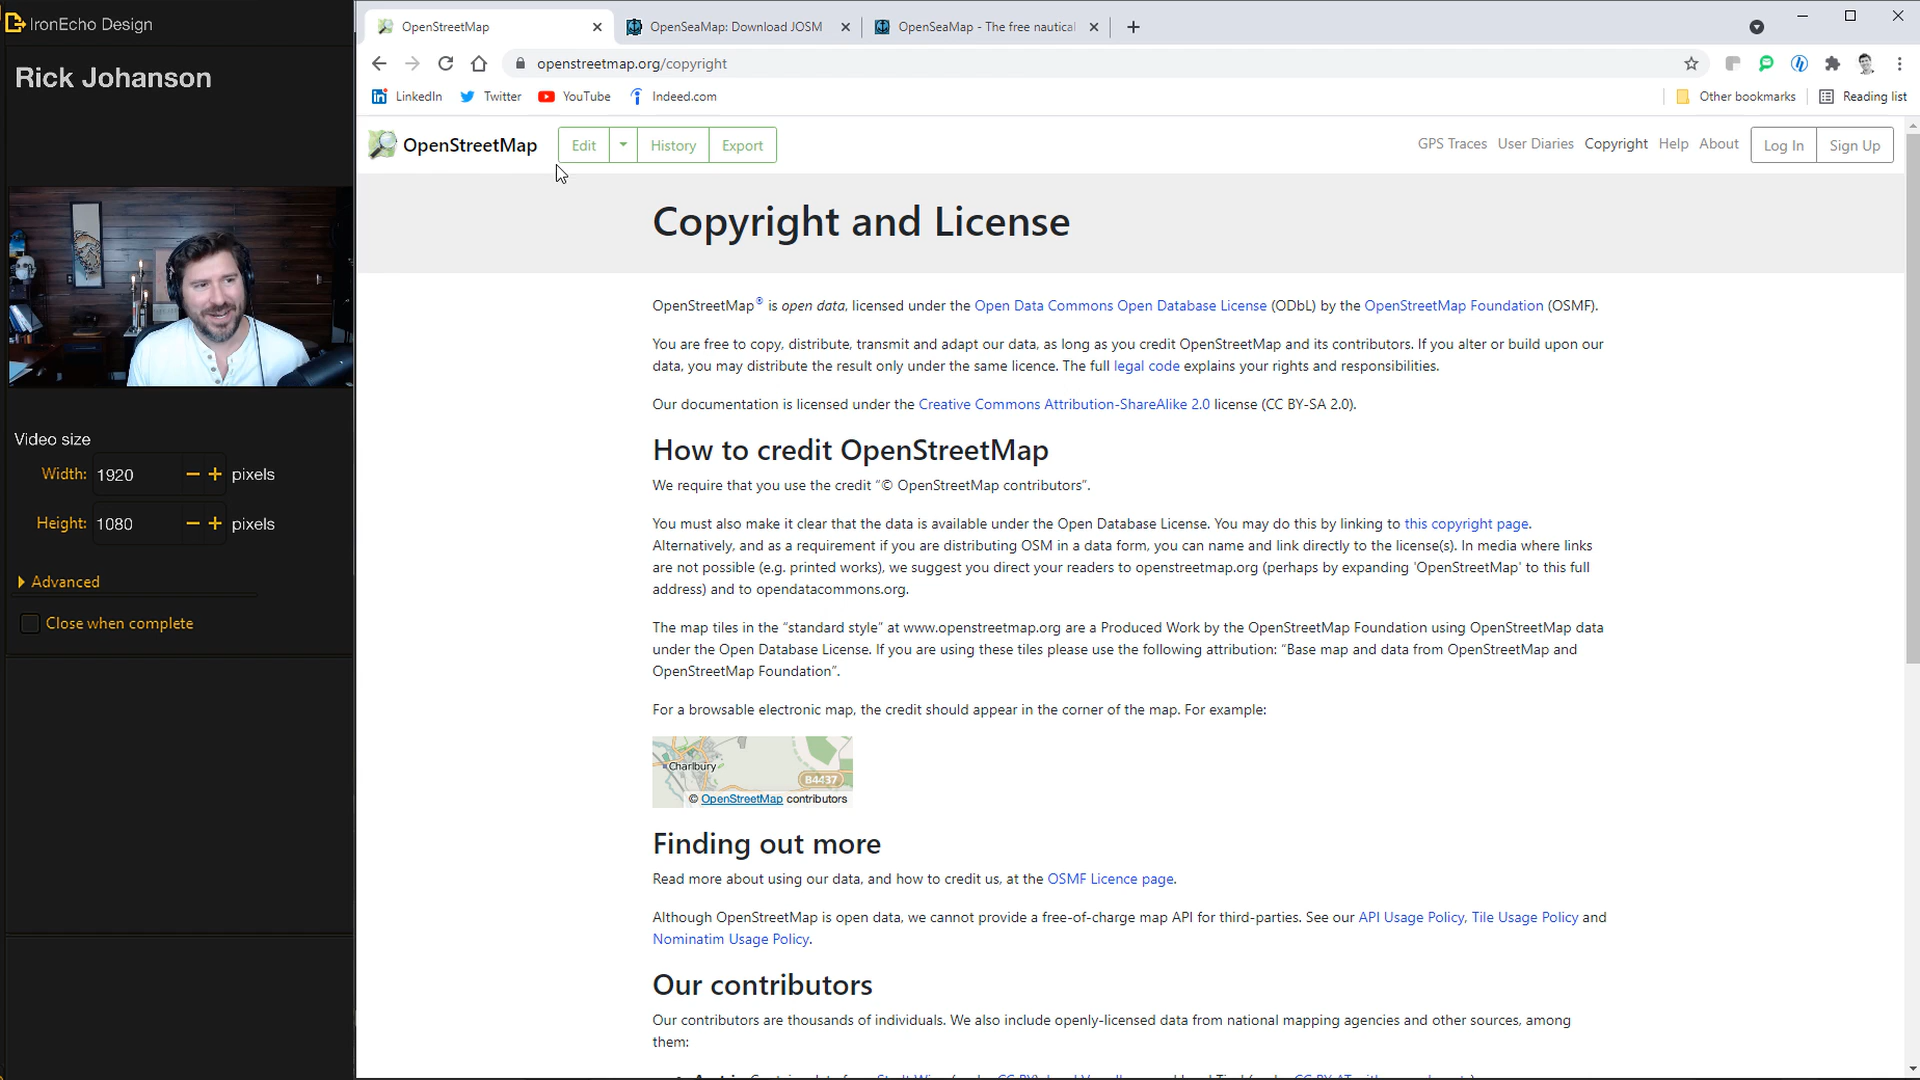 IronEcho Design
Rick Johanson
Video size
Width: 1920 pixels
Height: 1080 pixels
Advanced
Close when complete
OpenStreetMap
OpenSeaMap: Download JOSM
OpenSeaMap - The free nautical
openstreetmap.org/copyright
LinkedIn Twitter YouTube Indeed.com Other bookmarks Reading list
OpenStreetMap Edit History Export GPS Traces User Diaries Copyright Help About Log In Sign Up
Copyright and License
OpenStreetMap® is open data, licensed under the Open Data Commons Open Database License (ODbL) by the OpenStreetMap Foundation (OSMF).
You are free to copy, distribute, transmit and adapt our data, as long as you credit OpenStreetMap and its contributors. If you alter or build upon our
data, you may distribute the result only under the same licence. The full legal code explains your rights and responsibilities.
Our documentation is licensed under the Creative Commons Attribution-ShareAlike 2.0 license (CC BY-SA 2.0).
How to credit OpenStreetMap
We require that you use the credit “© OpenStreetMap contributors”.
You must also make it clear that the data is available under the Open Database License. You may do this by linking to this copyright page.
Alternatively, and as a requirement if you are distributing OSM in a data form, you can name and link directly to the license(s). In media where links
are not possible (e.g. printed works), we suggest you direct your readers to openstreetmap.org (perhaps by expanding 'OpenStreetMap' to this full
address) and to opendatacommons.org.
The map tiles in the “standard style” at www.openstreetmap.org are a Produced Work by the OpenStreetMap Foundation using OpenStreetMap data
under the Open Database License. If you are using these tiles please use the following attribution: “Base map and data from OpenStreetMap and
OpenStreetMap Foundation”.
For a browsable electronic map, the credit should appear in the corner of the map. For example:
Charlbury
B4437
© OpenStreetMap contributors
Finding out more
Read more about using our data, and how to credit us, at the OSMF Licence page.
Although OpenStreetMap is open data, we cannot provide a free-of-charge map API for third-parties. See our API Usage Policy, Tile Usage Policy and
Nominatim Usage Policy.
Our contributors
Our contributors are thousands of individuals. We also include openly-licensed data from national mapping agencies and other sources, among
them: